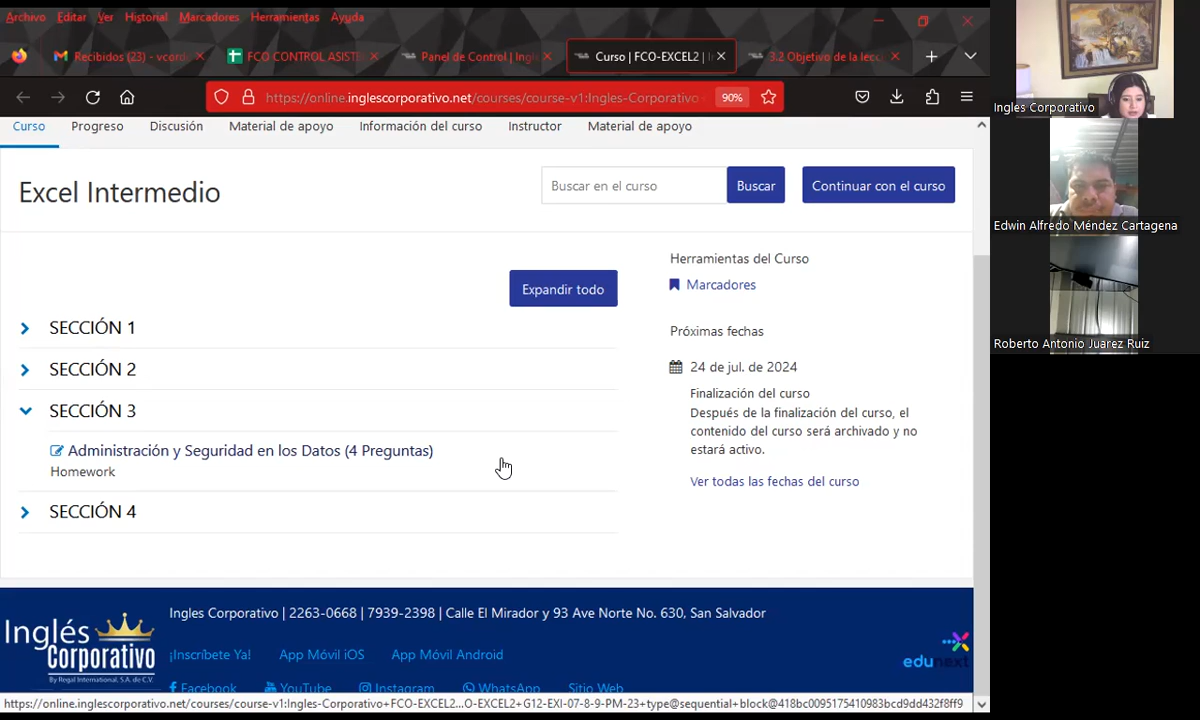 Archivo Editar Ver Historial Marcadores Herramientas Ayuda
Recibidos (23) - vcord
FCO CONTROL ASISTE
Panel de Control | Ingl
Curso | FCO-EXCEL2 | I
3.2 Objetivo de la lecc
https://online.inglescorporativo.net/courses/course-v1:Ingles-Corporativo
90%
Curso Progreso Discusión Material de apoyo Información del curso Instructor Material de apoyo
Excel Intermedio
Buscar en el curso
Buscar
Continuar con el curso
Expandir todo
SECCIÓN 1
SECCIÓN 2
SECCIÓN 3
Administración y Seguridad en los Datos (4 Preguntas)
Homework
SECCIÓN 4
Herramientas del Curso
Marcadores
Próximas fechas
24 de jul. de 2024
Finalización del curso
Después de la finalización del curso, el
contenido del curso será archivado y no
estará activo.
Ver todas las fechas del curso
Inglés
Corporativo
By Regal International, S.A. de C.V.
Ingles Corporativo | 2263-0668 | 7939-2398 | Calle El Mirador y 93 Ave Norte No. 630, San Salvador
¡Inscríbete Ya! App Móvil iOS App Móvil Android
Facebook YouTube Instagram WhatsApp Sitio Web
edunext
https://online.inglescorporativo.net/courses/course-v1:Ingles-Corporativo+FCO-EXCEL2...O-EXCEL2+G12-EXI-07-8-9-PM-23+type@sequential+block@418bc0095175410983bcd9dd432f8ff9
Ingles Corporativo
Edwin Alfredo Méndez Cartagena
Roberto Antonio Juarez Ruiz